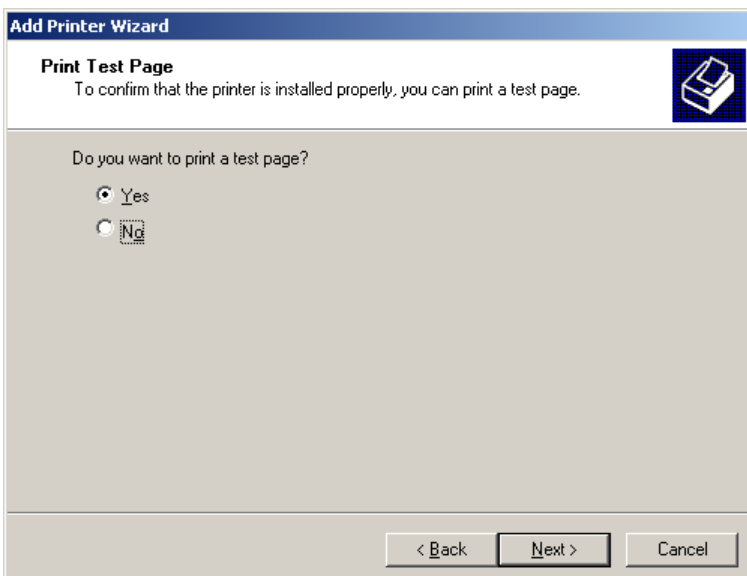 Add Printer Wizard
Print Test Page
To confirm that the printer is installed properly, you can print a test page.
Do you want to print a test page?
Yes
No
< Back
Next >
Cancel